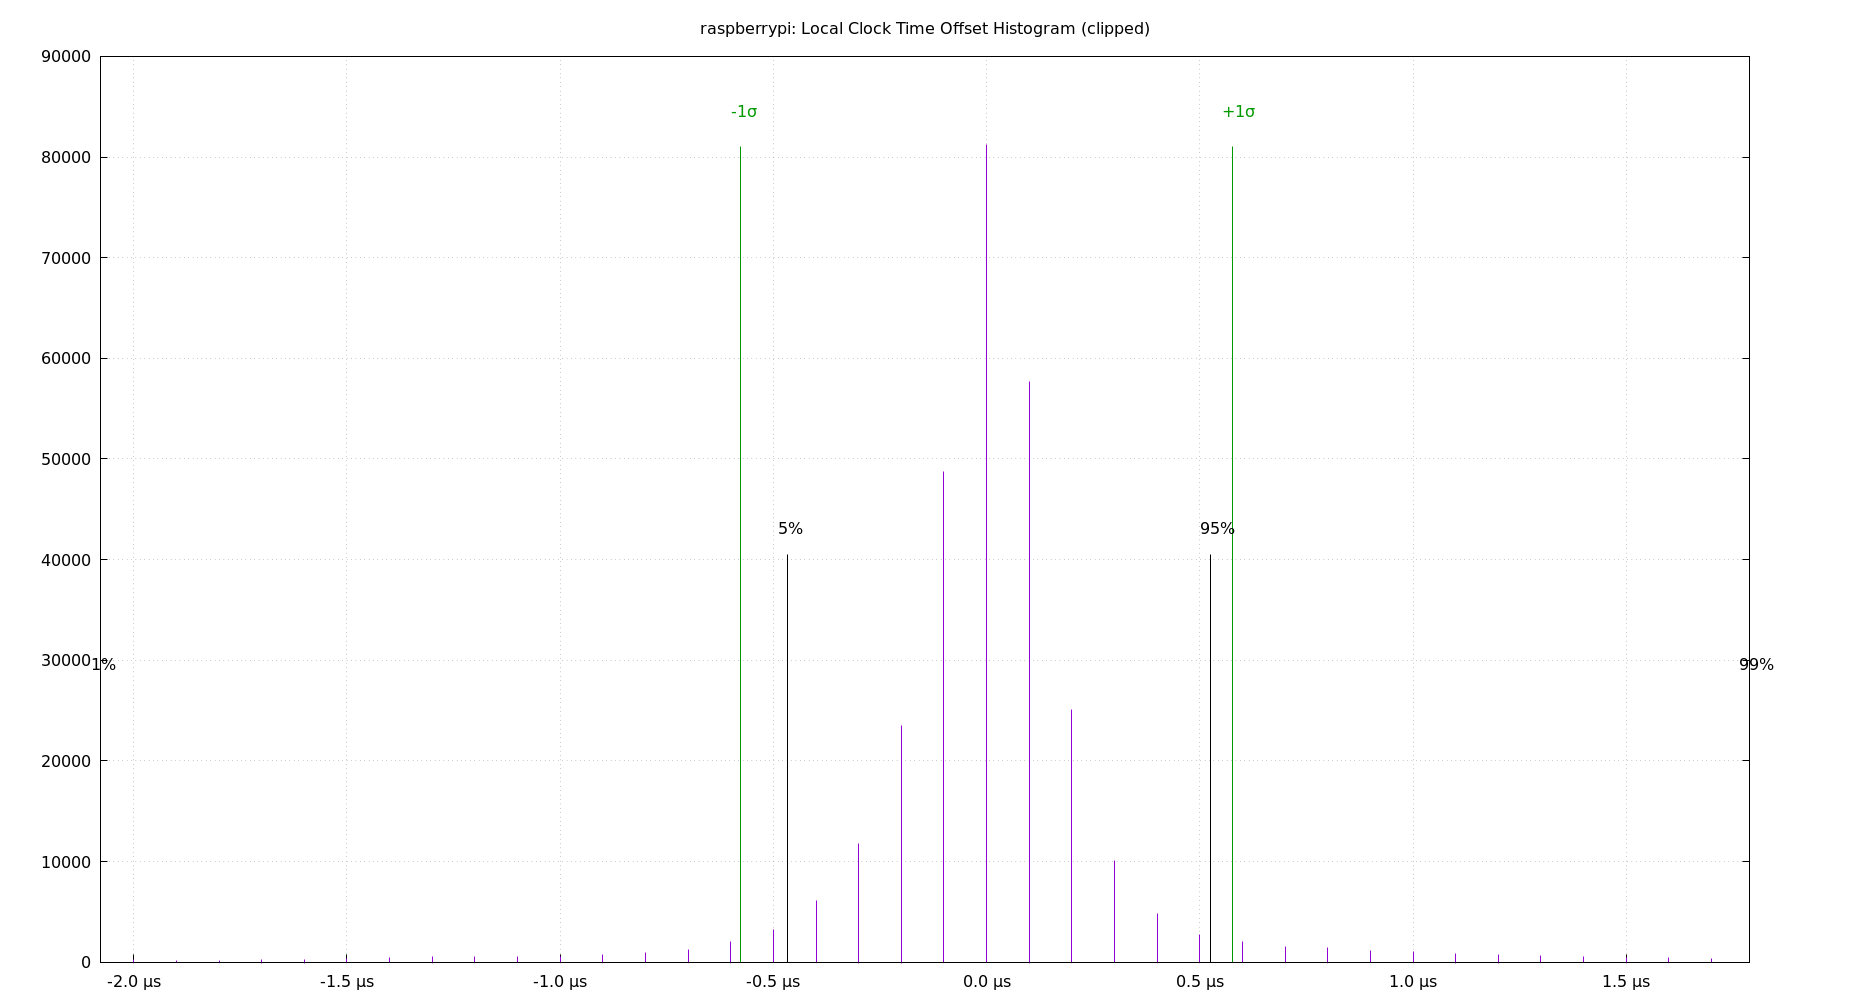 raspberrypi: Local Clock Time Offset Histogram (clipped)
90000
-1σ +1σ
80000
70000
60000
50000
5% 95%
40000
30000 1% 99%
20000
10000
0
-2.0 µs -1.5 µs -1.0 µs -0.5 µs 0.0 µs 0.5 µs 1.0 µs 1.5 µs